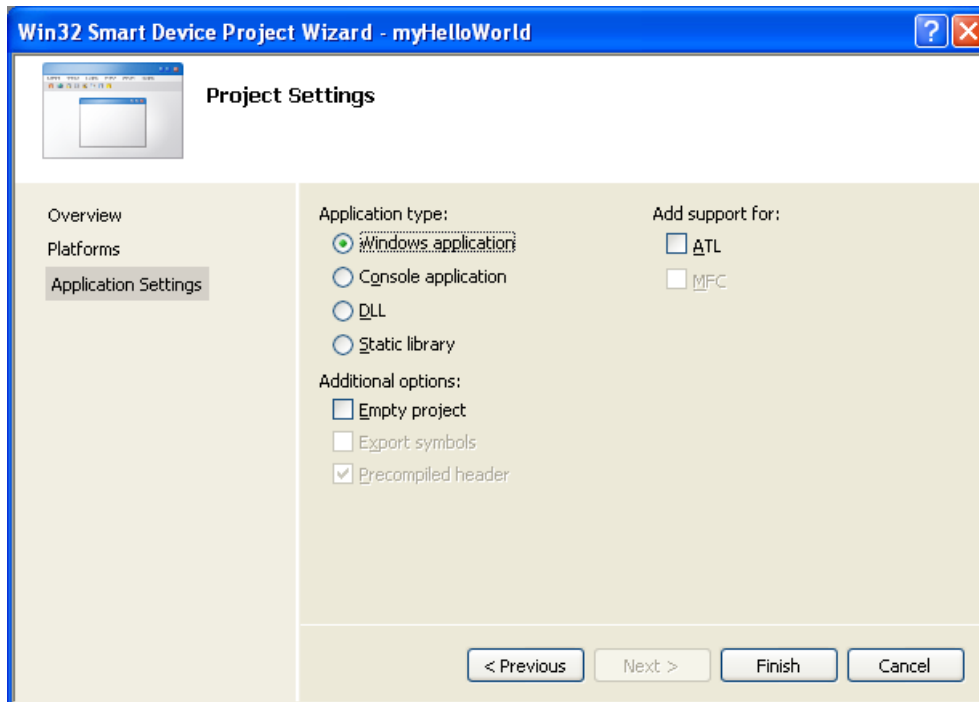 Win32 Smart Device Project Wizard - myHelloWorld
Project Settings
Overview
Platforms
Application Settings
Application type:
Windows application
Console application
DLL
Static library
Additional options:
Empty project
Export symbols
Precompiled header
Add support for:
ATL
MFC
< Previous
Next >
Finish
Cancel